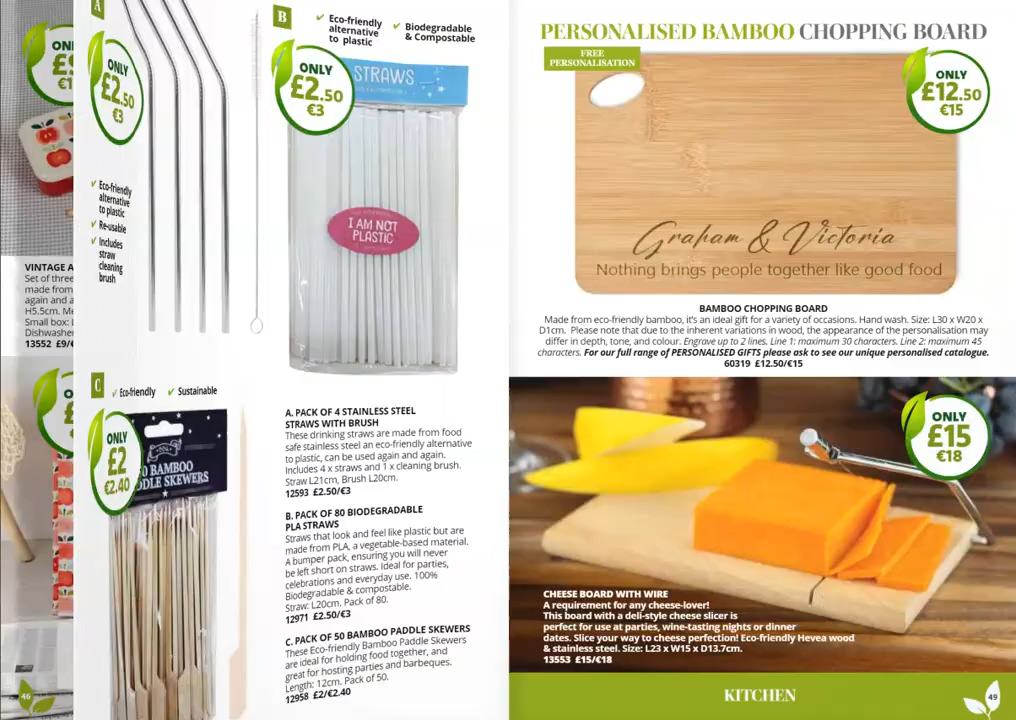 ONLY
£
€1
VINTAGE A
Set of three
made from
again and a
H5.5cm. Me
Small box: L
Dishwasher
13552 £9/€
£
46
A
ONLY
£2.50
€3
✓ Eco-friendly
alternative
to plastic
✓ Re-usable
✓ Includes
straw
cleaning
brush
B
✓ Eco-friendly
alternative
to plastic
✓ Biodegradable
& Compostable
ONLY
£2.50
€3
STRAWS
I AM NOT
PLASTIC
C
✓ Eco-friendly
✓ Sustainable
ONLY
£2
€2.40
0 BAMBOO
DDLE SKEWERS
A. PACK OF 4 STAINLESS STEEL
STRAWS WITH BRUSH
These drinking straws are made from food
safe stainless steel an eco-friendly alternative
to plastic, can be used again and again.
Includes 4 x straws and 1 x cleaning brush.
Straw L21cm, Brush L20cm.
12593 £2.50/€3
B. PACK OF 80 BIODEGRADABLE
PLA STRAWS
Straws that look and feel like plastic but are
made from PLA, a vegetable-based material.
A bumper pack, ensuring you will never
be left short on straws. Ideal for parties,
celebrations and everyday use. 100%
Biodegradable & compostable.
Straw: L20cm. Pack of 80.
12971 £2.50/€3
C. PACK OF 50 BAMBOO PADDLE SKEWERS
These Eco-friendly Bamboo Paddle Skewers
are ideal for holding food together, and
great for hosting parties and barbeques.
Length: 12cm. Pack of 50.
12958 £2/€2.40
PERSONALISED BAMBOO CHOPPING BOARD
FREE
PERSONALISATION
ONLY
£12.50
€15
Graham & Victoria
Nothing brings people together like good food
BAMBOO CHOPPING BOARD
Made from eco-friendly bamboo, it's an ideal gift for a variety of occasions. Hand wash. Size: L30 x W20 x
D1cm. Please note that due to the inherent variations in wood, the appearance of the personalisation may
differ in depth, tone, and colour. Engrave up to 2 lines. Line 1: maximum 30 characters. Line 2: maximum 45
characters. For our full range of PERSONALISED GIFTS please ask to see our unique personalised catalogue.
60319 £12.50/€15
ONLY
£15
€18
CHEESE BOARD WITH WIRE
A requirement for any cheese-lover!
This board with a deli-style cheese slicer is
perfect for use at parties, wine-tasting nights or dinner
dates. Slice your way to cheese perfection! Eco-friendly Hevea wood
& stainless steel. Size: L23 x W15 x D13.7cm.
13553 £15/€18
KITCHEN
49